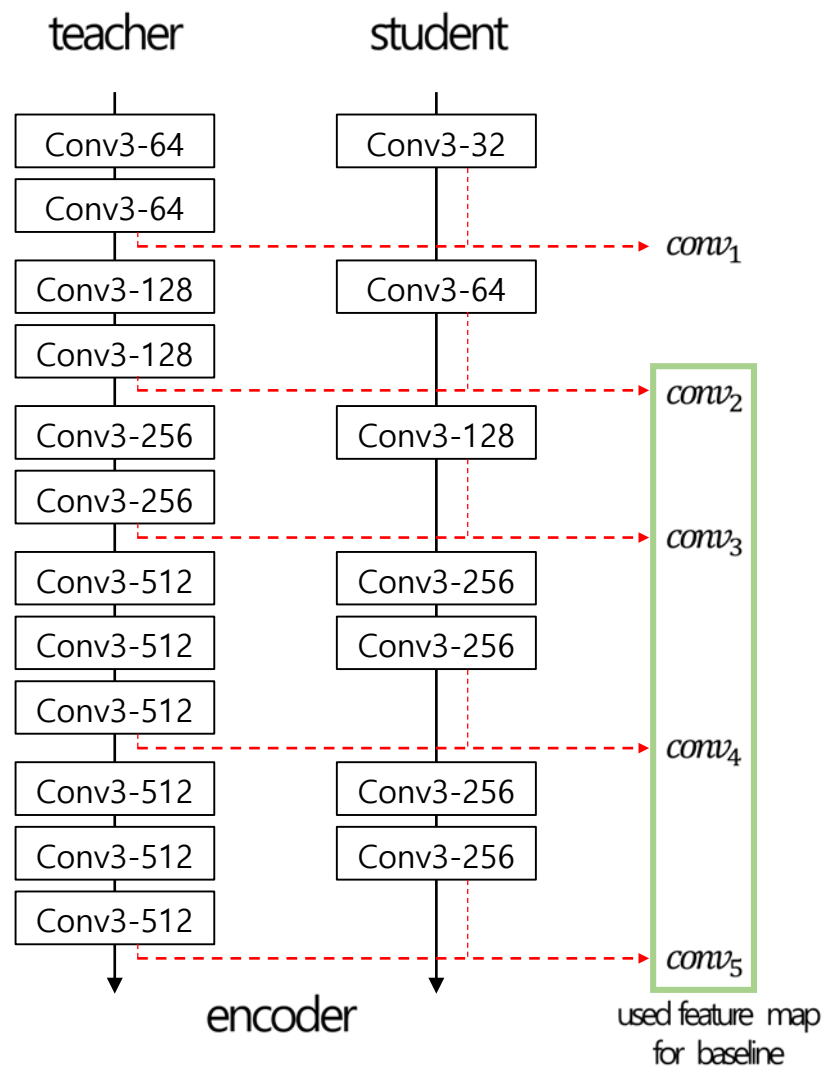 teacher
student
Conv3-64
Conv3-32
Conv3-64
conv1
Conv3-128
Conv3-64
Conv3-128
conv2
Conv3-256
Conv3-128
Conv3-256
conv3
Conv3-512
Conv3-256
Conv3-512
Conv3-256
Conv3-512
conv4
Conv3-512
Conv3-256
Conv3-512
Conv3-256
Conv3-512
conv5
encoder
used feature map
for baseline